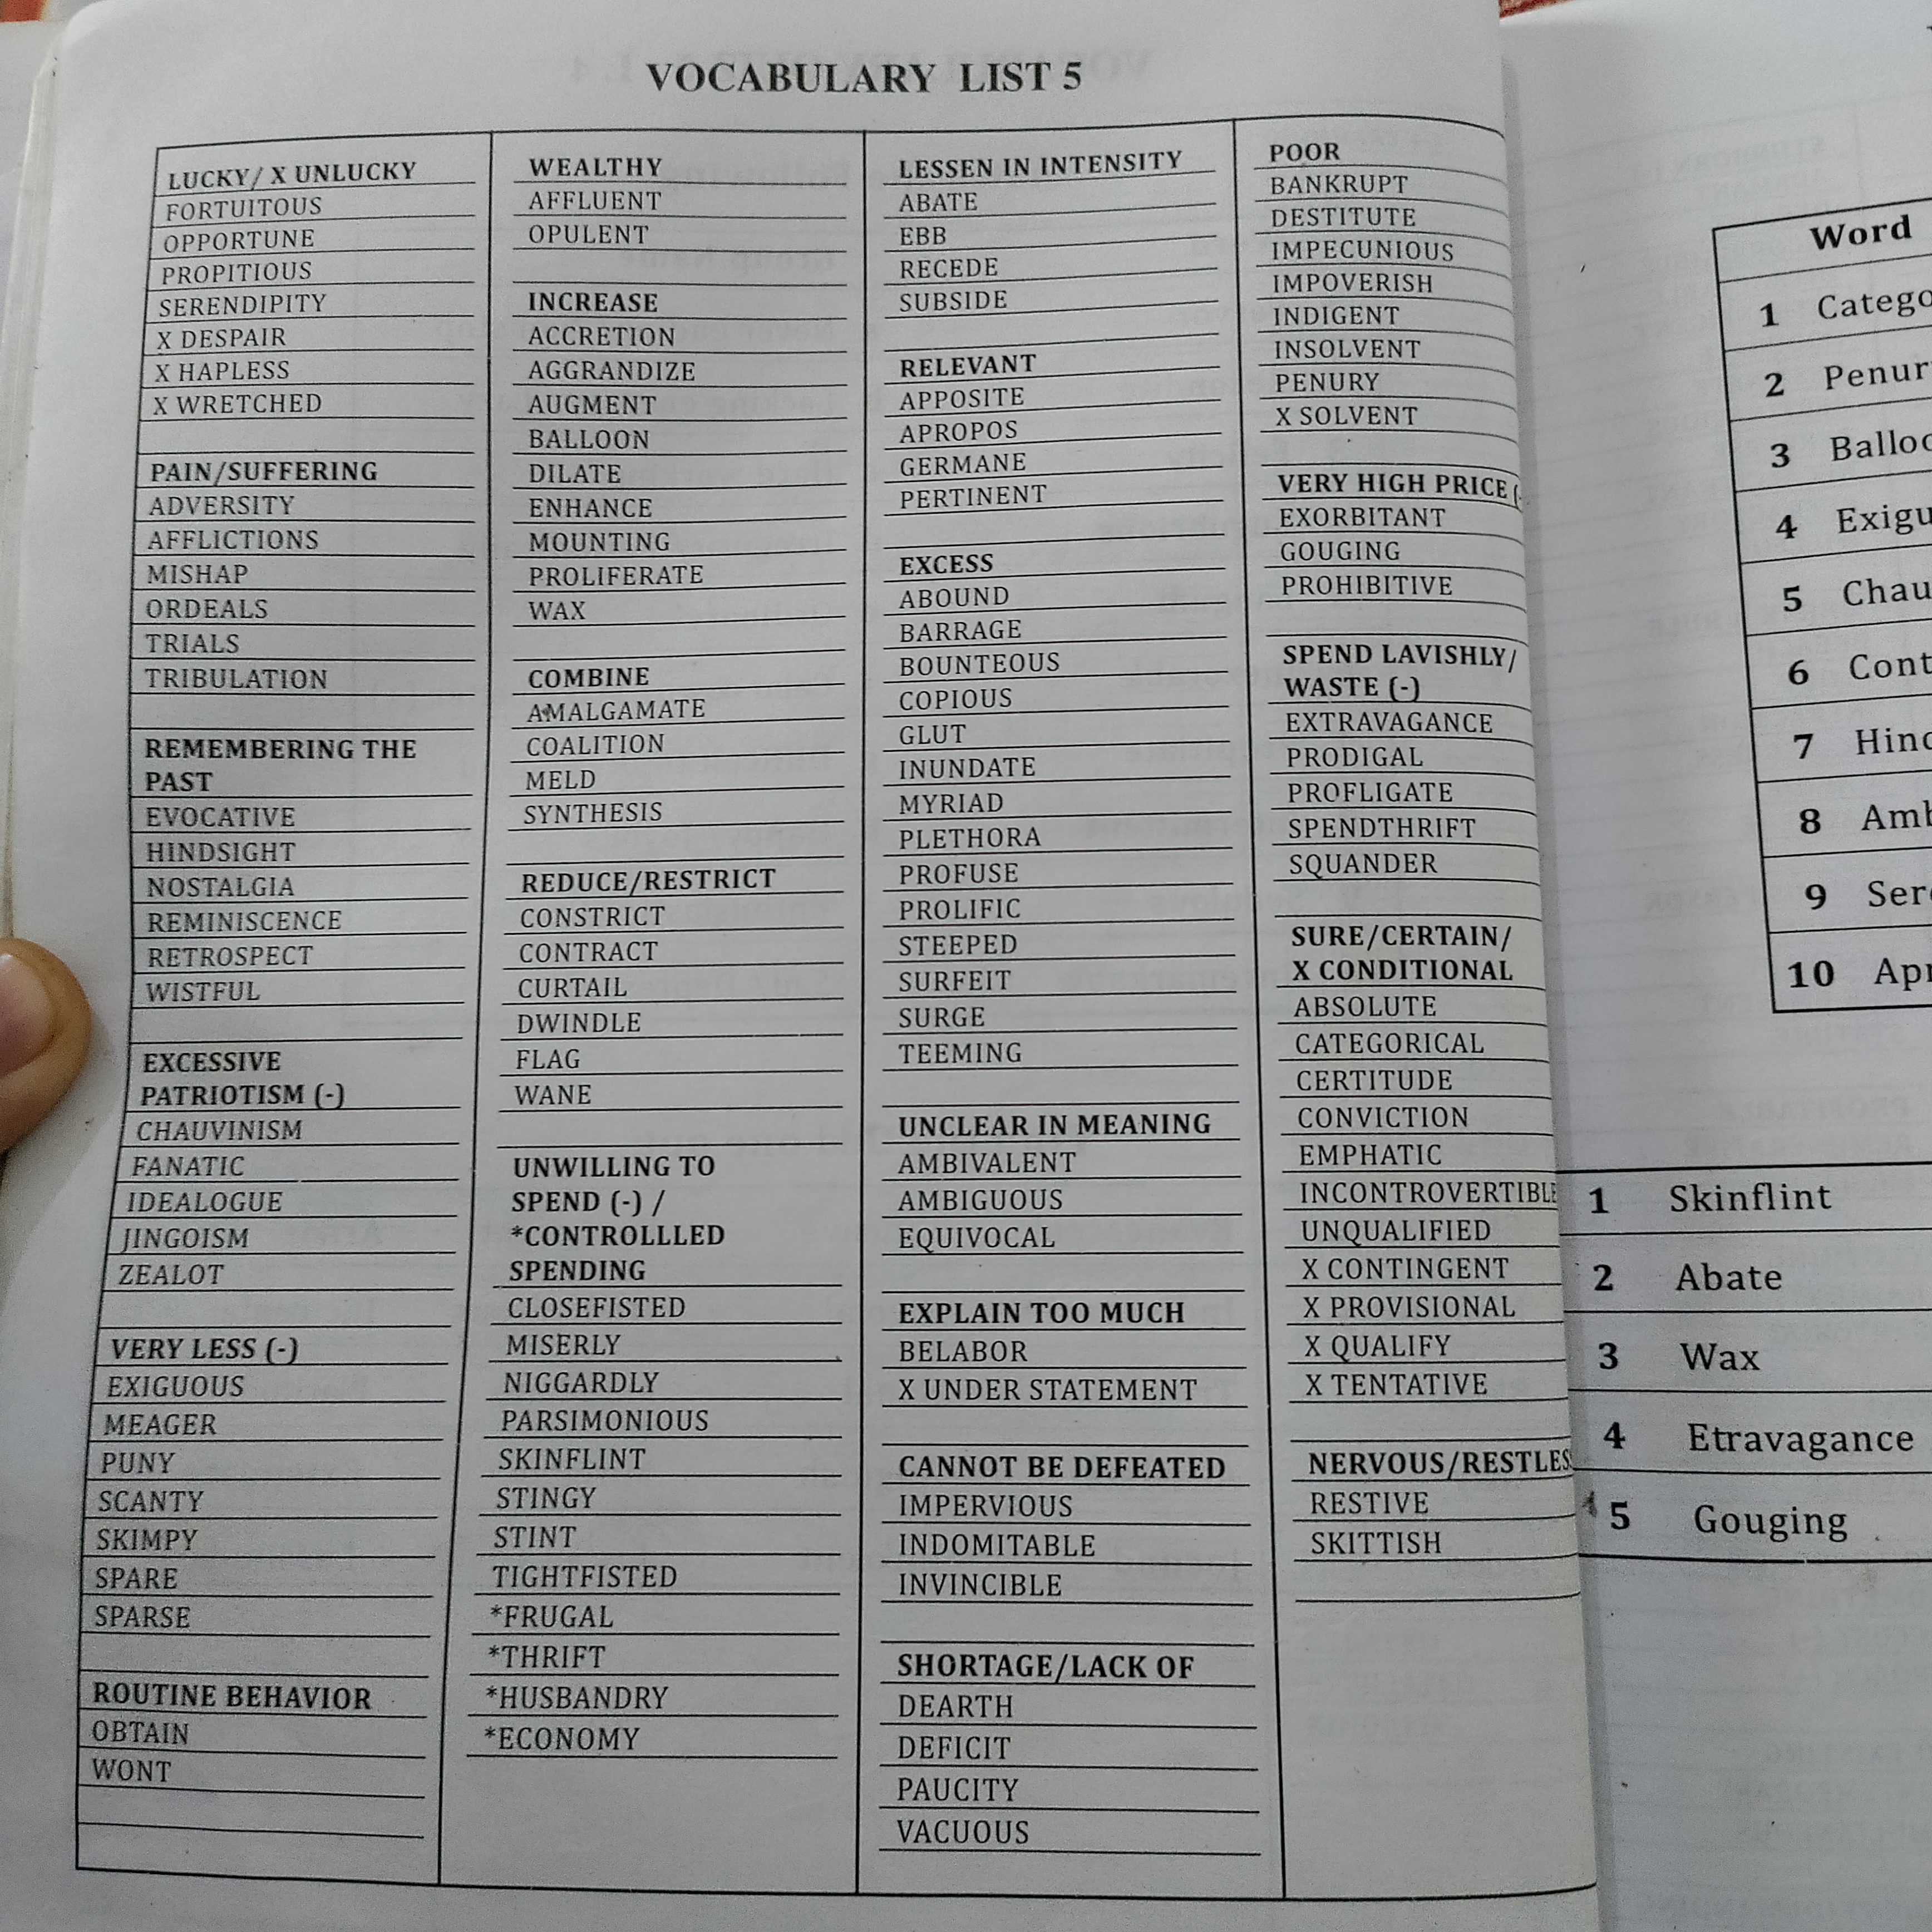 VOCABULARY LIST 5
LUCKY/ X UNLUCKY
FORTUITOUS
OPPORTUNE
PROPITIOUS
SERENDIPITY
X DESPAIR
X HAPLESS
X WRETCHED
PAIN/SUFFERING
ADVERSITY
AFFLICTIONS
MISHAP
ORDEALS
TRIALS
TRIBULATION
REMEMBERING THE
PAST
EVOCATIVE
HINDSIGHT
NOSTALGIA
REMINISCENCE
RETROSPECT
WISTFUL
EXCESSIVE
PATRIOTISM (-)
CHAUVINISM
FANATIC
IDEALOGUE
JINGOISM
ZEALOT
VERY LESS (-)
EXIGUOUS
MEAGER
PUNY
SCANTY
SKIMPY
SPARE
SPARSE
ROUTINE BEHAVIOR
OBTAIN
WONT
WEALTHY
AFFLUENT
OPULENT
INCREASE
ACCRETION
AGGRANDIZE
AUGMENT
BALLOON
DILATE
ENHANCE
MOUNTING
PROLIFERATE
WAX
COMBINE
AMALGAMATE
COALITION
MELD
SYNTHESIS
REDUCE/RESTRICT
CONSTRICT
CONTRACT
CURTAIL
DWINDLE
FLAG
WANE
UNWILLING TO
SPEND (-) /
*CONTROLLLED
SPENDING
CLOSEFISTED
MISERLY
NIGGARDLY
PARSIMONIOUS
SKINFLINT
STINGY
STINT
TIGHTFISTED
*FRUGAL
*THRIFT
*HUSBANDRY
*ECONOMY
LESSEN IN INTENSITY
ABATE
EBB
RECEDE
SUBSIDE
RELEVANT
APPOSITE
APROPOS
GERMANE
PERTINENT
EXCESS
ABOUND
BARRAGE
BOUNTEOUS
COPIOUS
GLUT
INUNDATE
MYRIAD
PLETHORA
PROFUSE
PROLIFIC
STEEPED
SURFEIT
SURGE
TEEMING
UNCLEAR IN MEANING
AMBIVALENT
AMBIGUOUS
EQUIVOCAL
EXPLAIN TOO MUCH
BELABOR
X UNDER STATEMENT
CANNOT BE DEFEATED
IMPERVIOUS
INDOMITABLE
INVINCIBLE
SHORTAGE/LACK OF
DEARTH
DEFICIT
PAUCITY
VACUOUS
POOR
BANKRUPT
DESTITUTE
IMPECUNIOUS
IMPOVERISH
INDIGENT
INSOLVENT
PENURY
X SOLVENT
VERY HIGH PRICE (-
EXORBITANT
GOUGING
PROHIBITIVE
SPEND LAVISHLY/
WASTE (-)
EXTRAVAGANCE
PRODIGAL
PROFLIGATE
SPENDTHRIFT
SQUANDER
SURE/CERTAIN/
X CONDITIONAL
ABSOLUTE
CATEGORICAL
CERTITUDE
CONVICTION
EMPHATIC
INCONTROVERTIBLE
UNQUALIFIED
X CONTINGENT
X PROVISIONAL
X QUALIFY
X TENTATIVE
NERVOUS/RESTLESS
RESTIVE
SKITTISH
Word
1 Catego
2 Penur
3 Balloo
4 Exigu
5 Chau
6 Cont
7 Hind
8 Amb
9 Sere
10 Apr
1 Skinflint
2 Abate
3 Wax
4 Etravagance
5 Gouging